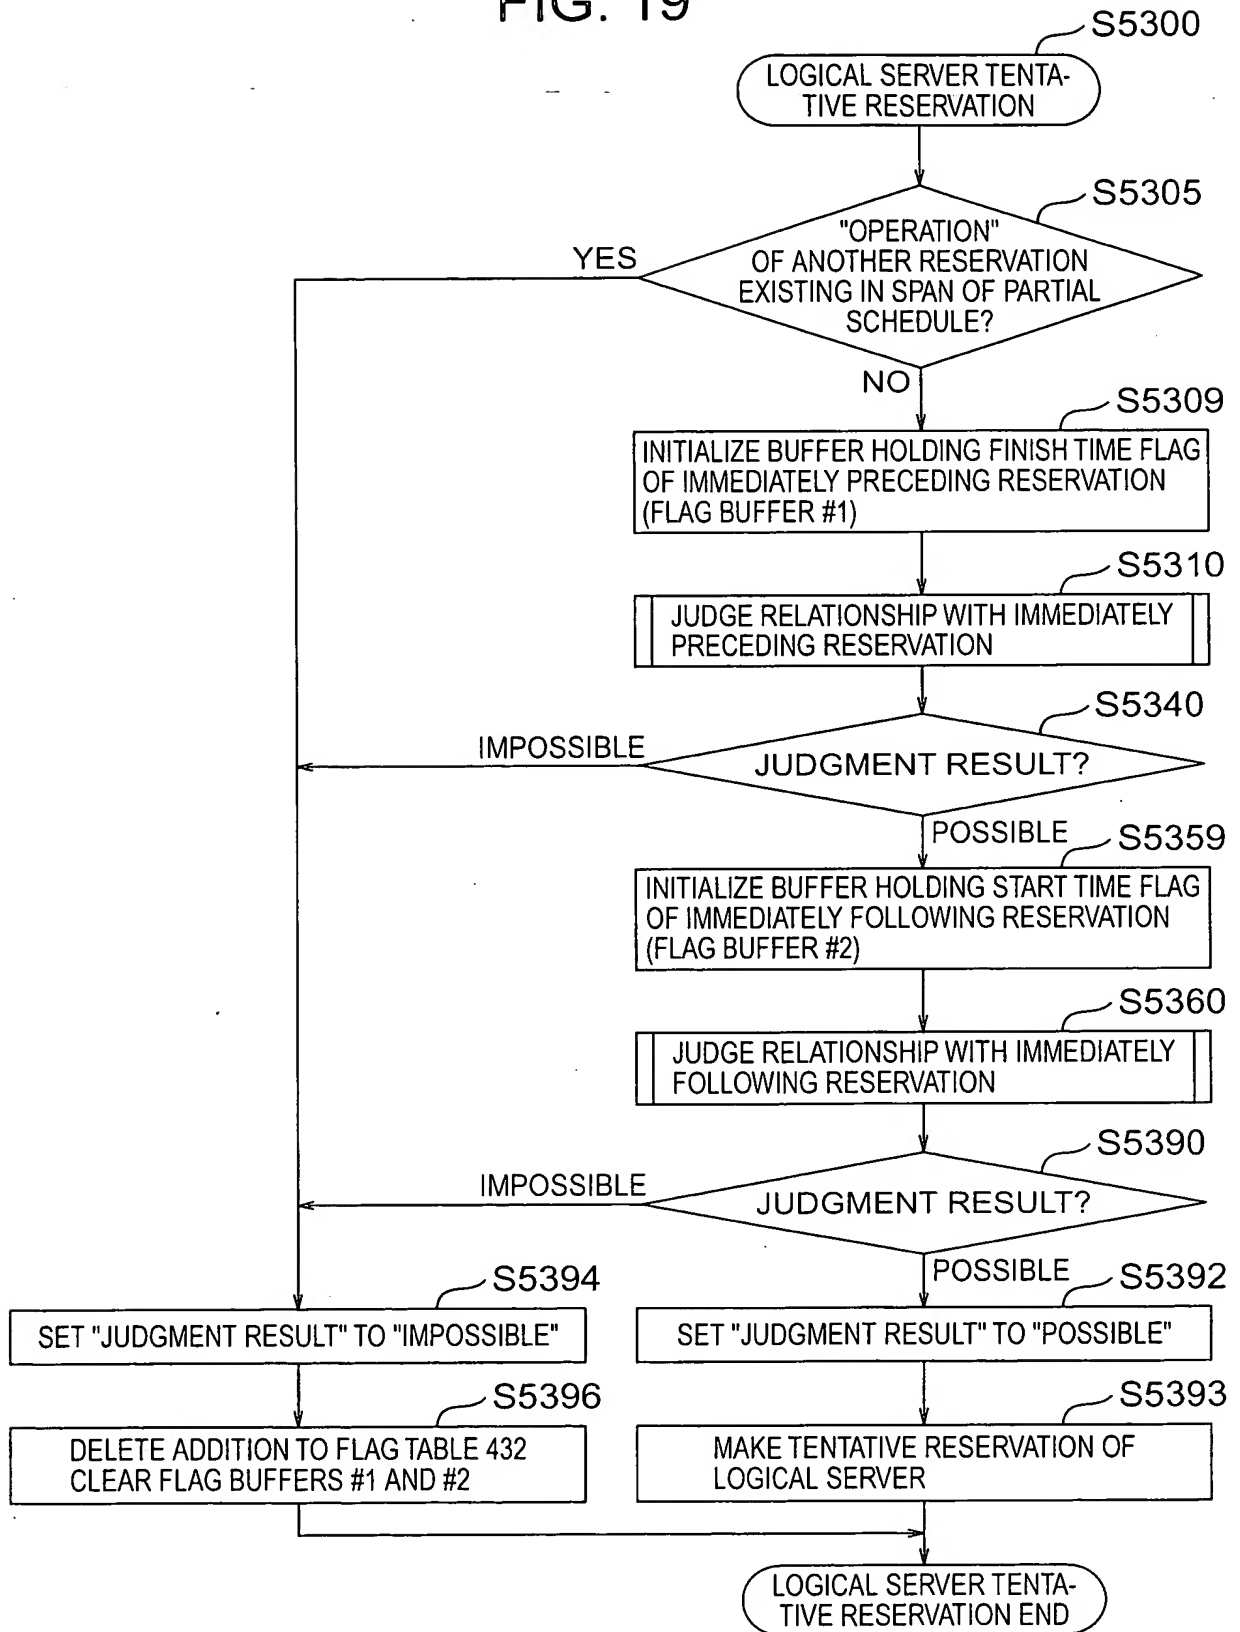 FIG. 19
S5300
LOGICAL SERVER TENTA-
TIVE RESERVATION
S5305
"OPERATION"
OF ANOTHER RESERVATION
EXISTING IN SPAN OF PARTIAL
SCHEDULE?
YES
NO
S5309
INITIALIZE BUFFER HOLDING FINISH TIME FLAG
OF IMMEDIATELY PRECEDING RESERVATION
(FLAG BUFFER #1)
S5310
JUDGE RELATIONSHIP WITH IMMEDIATELY
PRECEDING RESERVATION
S5340
IMPOSSIBLE
JUDGMENT RESULT?
POSSIBLE
S5359
INITIALIZE BUFFER HOLDING START TIME FLAG
OF IMMEDIATELY FOLLOWING RESERVATION
(FLAG BUFFER #2)
S5360
JUDGE RELATIONSHIP WITH IMMEDIATELY
FOLLOWING RESERVATION
S5390
IMPOSSIBLE
JUDGMENT RESULT?
POSSIBLE
S5394
SET "JUDGMENT RESULT" TO "IMPOSSIBLE"
S5392
SET "JUDGMENT RESULT" TO "POSSIBLE"
S5396
DELETE ADDITION TO FLAG TABLE 432
CLEAR FLAG BUFFERS #1 AND #2
S5393
MAKE TENTATIVE RESERVATION OF
LOGICAL SERVER
LOGICAL SERVER TENTA-
TIVE RESERVATION END